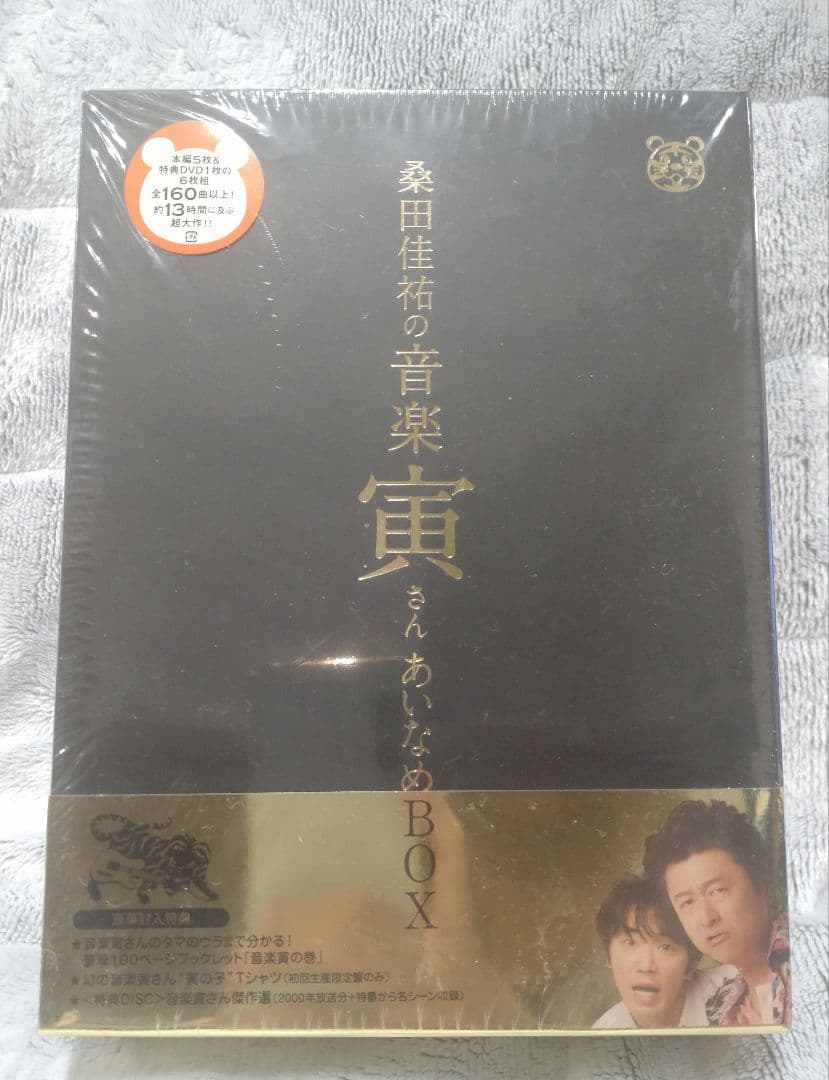 本編5枚&
特典DVD1枚の
6枚組
全160曲以上!
約13時間に及ぶ
超大作!!
桑田佳祐の音楽寅さん あいなめBOX
豪華封入特典
★音楽寅さんのタマのウラまで分かる!
豪華100ページブックレット「音楽寅の巻」
★幻の音楽寅さん“寅の子”Tシャツ(初回生産限定盤のみ)
★<特典DISC>音楽寅さん傑作選(2000年放送分+特番から名シーン収録)